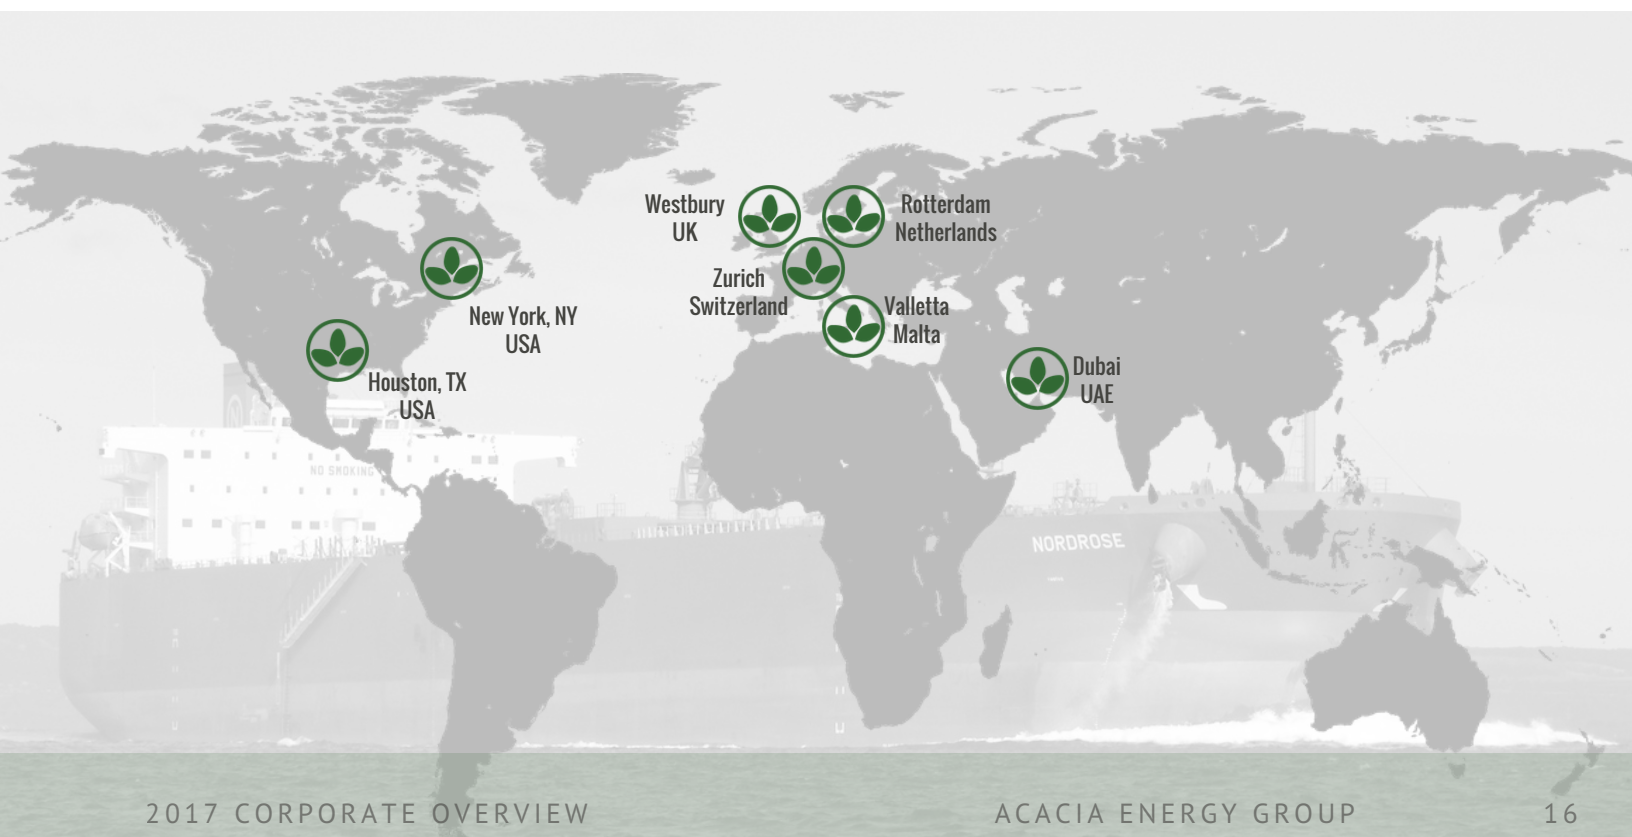 Westbury
UK
Rotterdam
Netherlands
Zurich
Switzerland
Valletta
Malta
New York, NY
USA
Houston, TX
USA
Dubai
UAE
NO SMOKING
NORDROSE
2017 CORPORATE OVERVIEW
ACACIA ENERGY GROUP
16